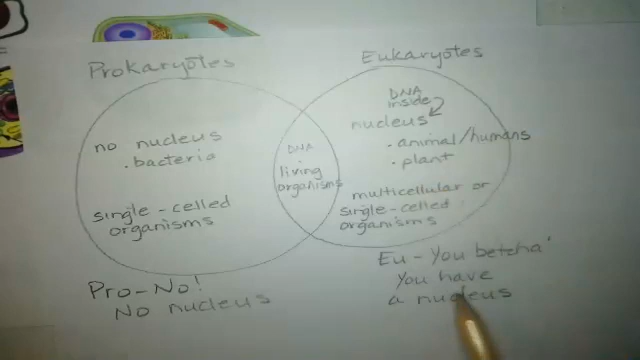 Prokaryotes
no nucleus
. bacteria
single-celled
organisms
DNA
living
organisms
Eukaryotes
DNA
inside
nucleus
. animal/humans
. plant
multicellular or
single-celled
organisms
Pro-No!
No nucleus
Eu-You betcha'
You have
a nucleus